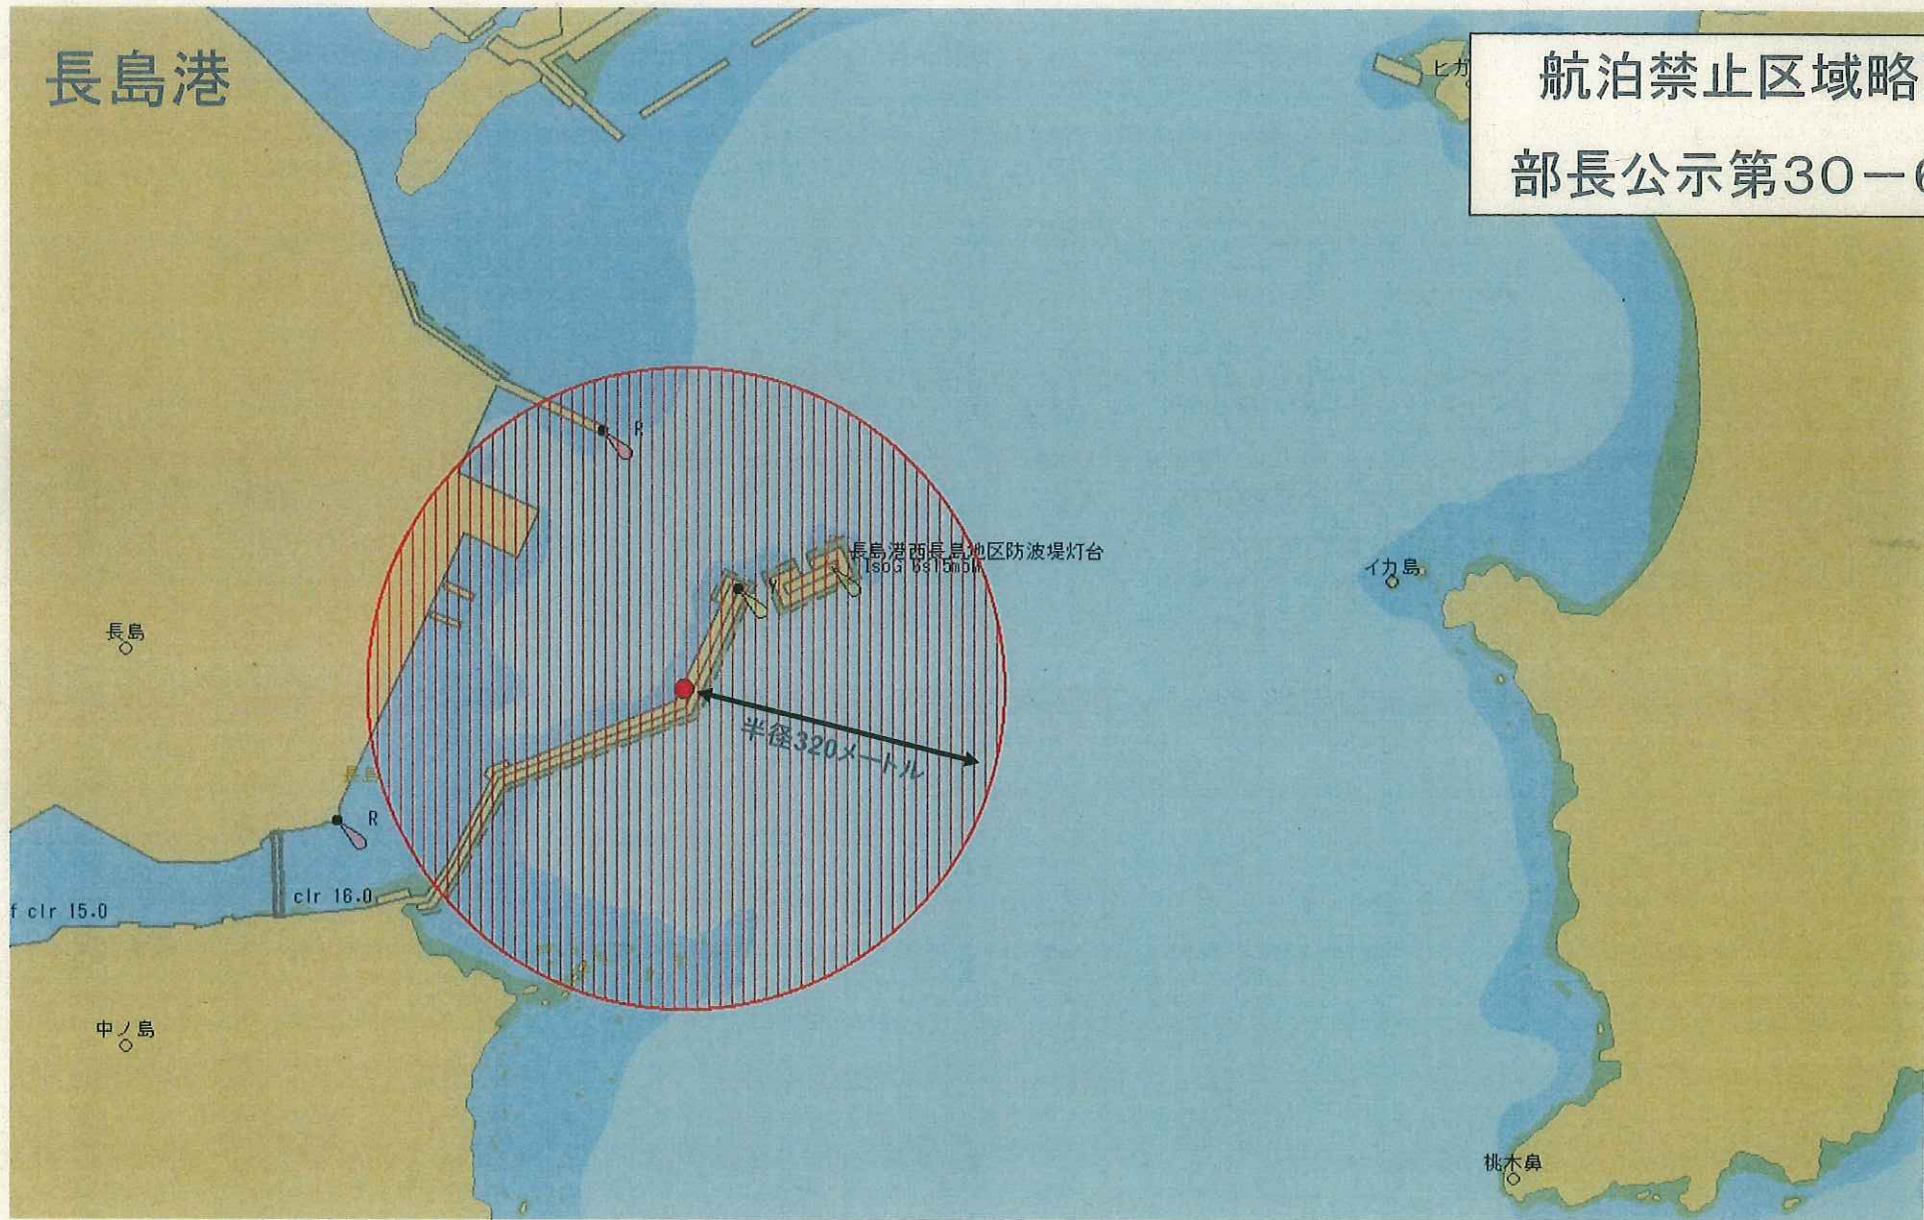 長島港
航泊禁止区域略
部長公示第30-6
ヒガ
R
長島港西長島地区防波堤灯台
IsoG 6s15m5M
Y
イカ島
長島
半径320メートル
長島
R
clr 16.0
f clr 15.0
中ノ島
桃木鼻